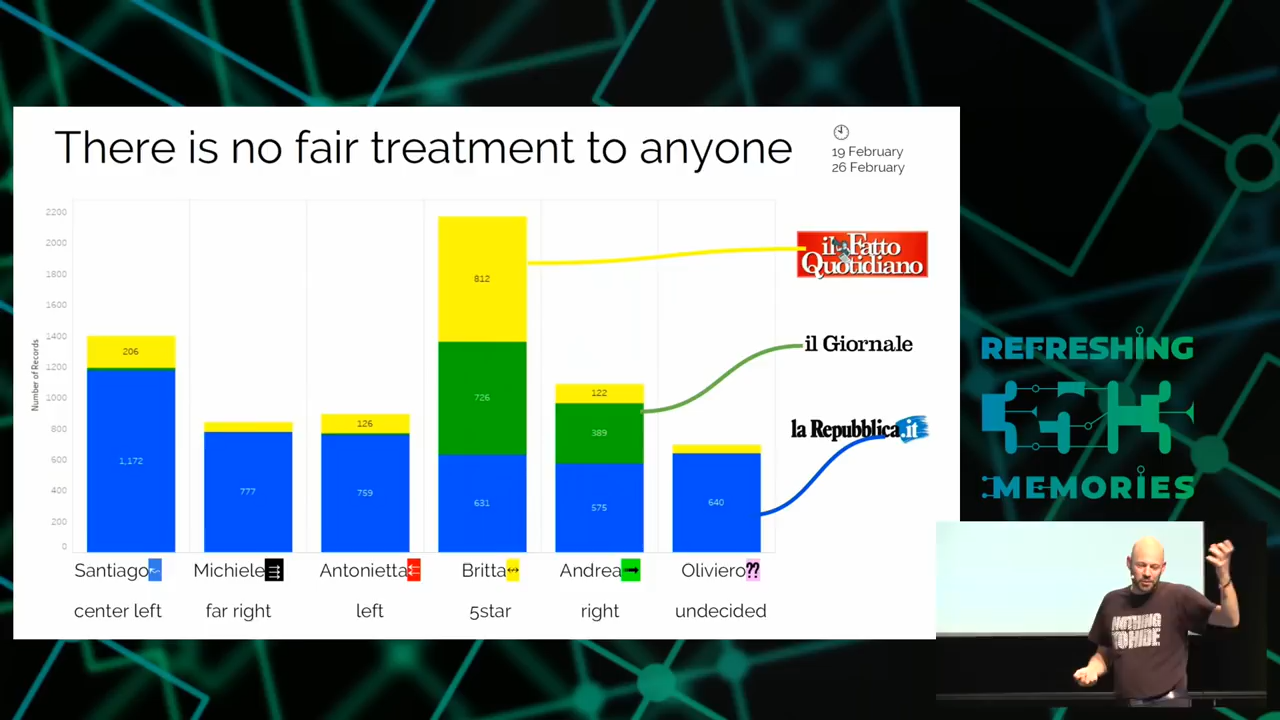 There is no fair treatment to anyone
19 February
26 February
Number of Records
2200
2000
1800
1600
1400
1200
1000
800
600
400
200
0
206
1,172
777
126
759
812
726
631
122
389
575
640
il Fatto
Quotidiano
il Giornale
la Repubblica.it
Santiago
Michiele
Antonietta
Britta
Andrea
Oliviero??
center left
far right
left
5star
right
undecided
REFRESHING
MEMORIES